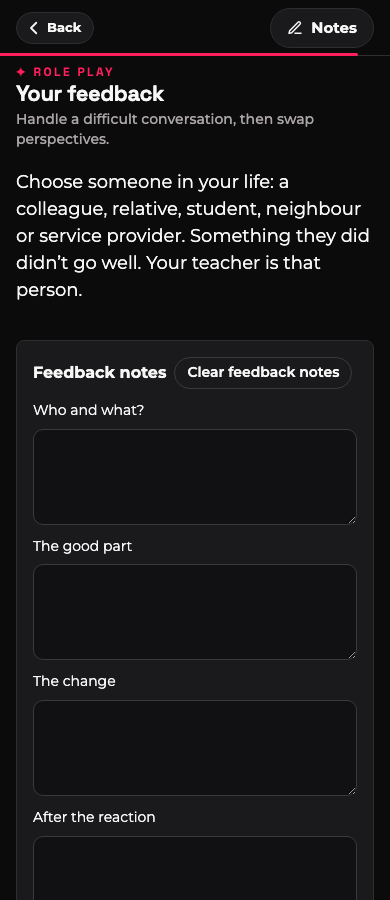 Back
Notes
✦ ROLE PLAY
Your feedback
Handle a difficult conversation, then swap
perspectives.
Choose someone in your life: a
colleague, relative, student, neighbour
or service provider. Something they did
didn’t go well. Your teacher is that
person.
Feedback notes
Clear feedback notes
Who and what?
The good part
The change
After the reaction